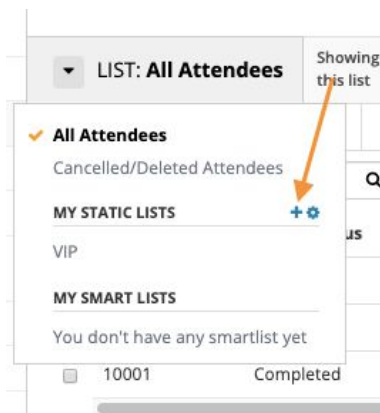 LIST: All Attendees
Showing
this list
All Attendees
Cancelled/Deleted Attendees
MY STATIC LISTS
VIP
MY SMART LISTS
You don't have any smartlist yet
us
10001 Completed